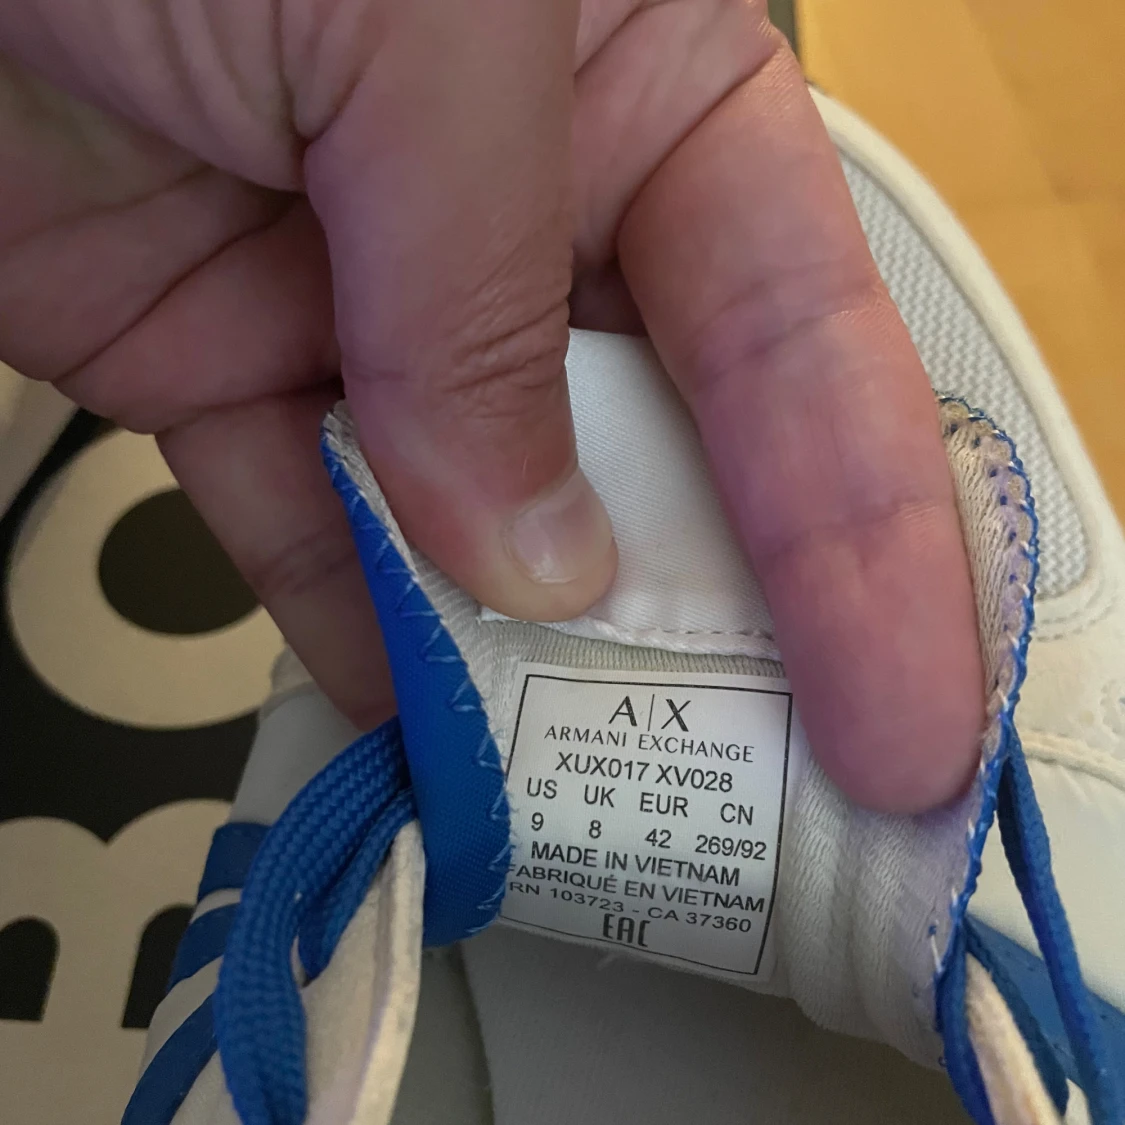 A|X
ARMANI EXCHANGE
XUX017 XV028
US UK EUR CN
9 8 42 269/92
MADE IN VIETNAM
FABRIQUÉ EN VIETNAM
RN 103723 - CA 37360
EAC